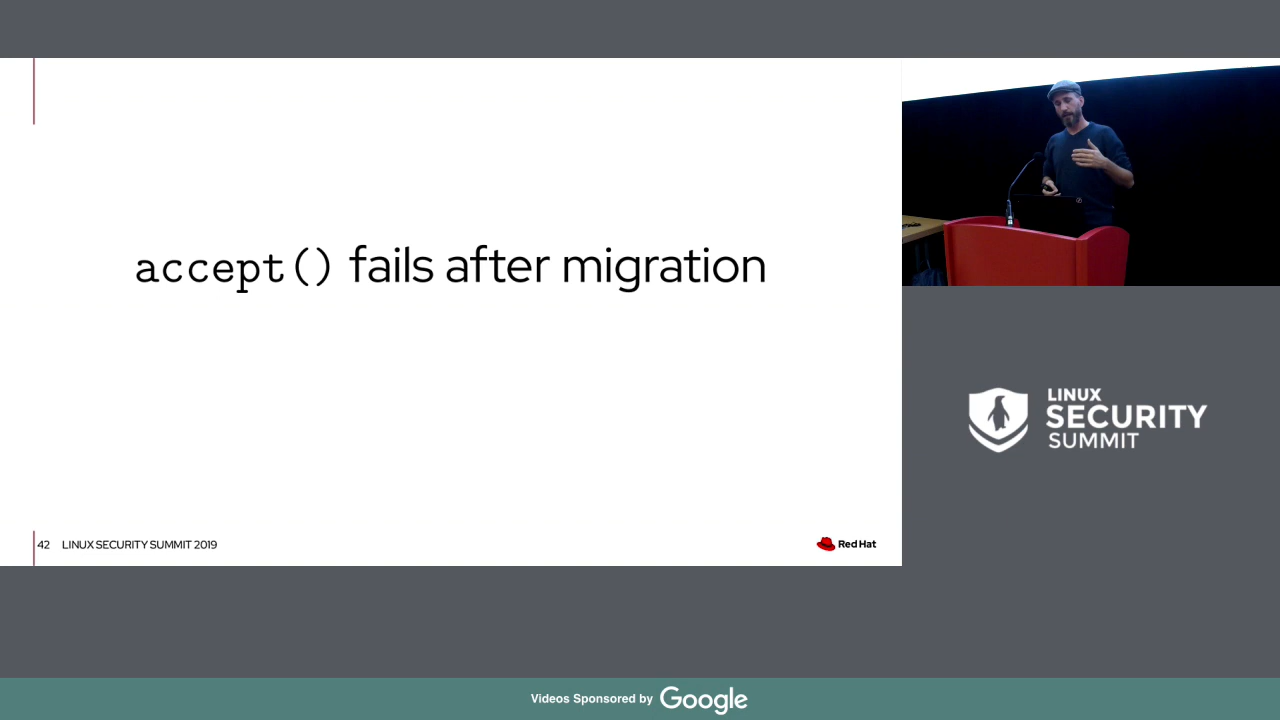 accept() fails after migration
42 LINUX SECURITY SUMMIT 2019
Red Hat
LINUX
SECURITY
SUMMIT
Videos Sponsored by Google